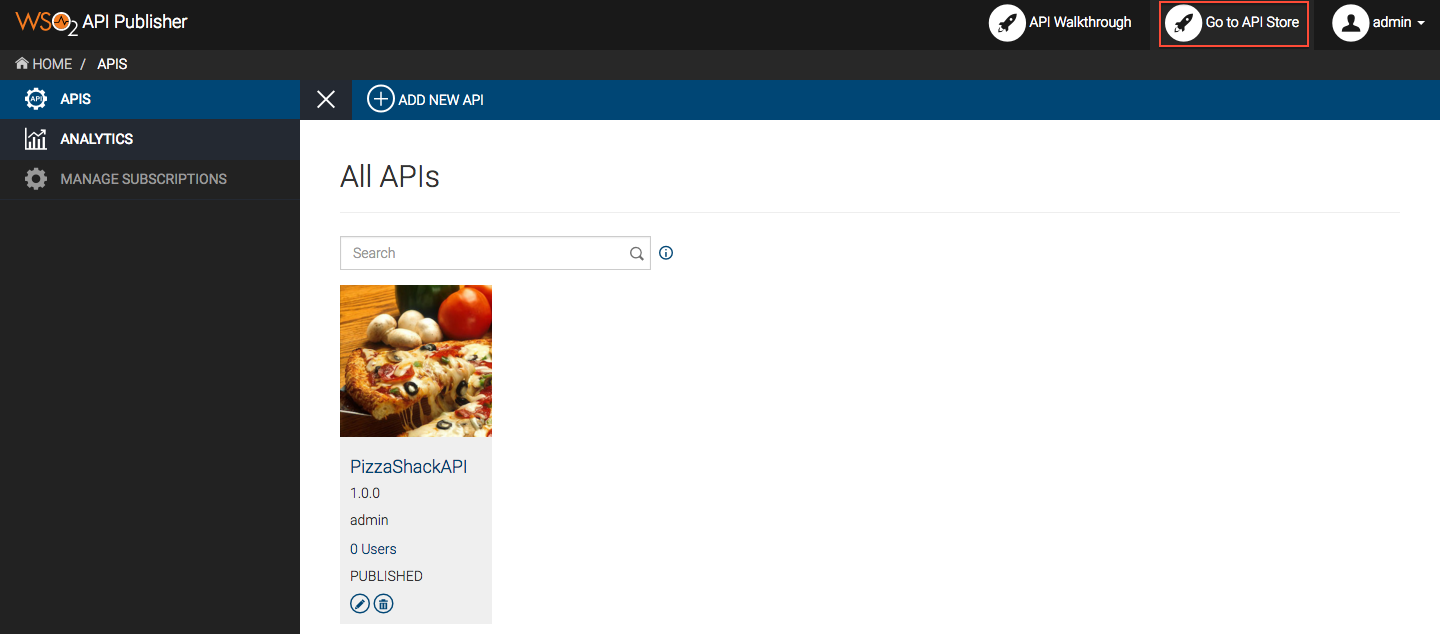 WSO2 API Publisher
API Walkthrough
Go to API Store
admin
HOME / APIS
API APIS
ADD NEW API
ANALYTICS
MANAGE SUBSCRIPTIONS
All APIs
Search
PizzaShackAPI
1.0.0
admin
0 Users
PUBLISHED